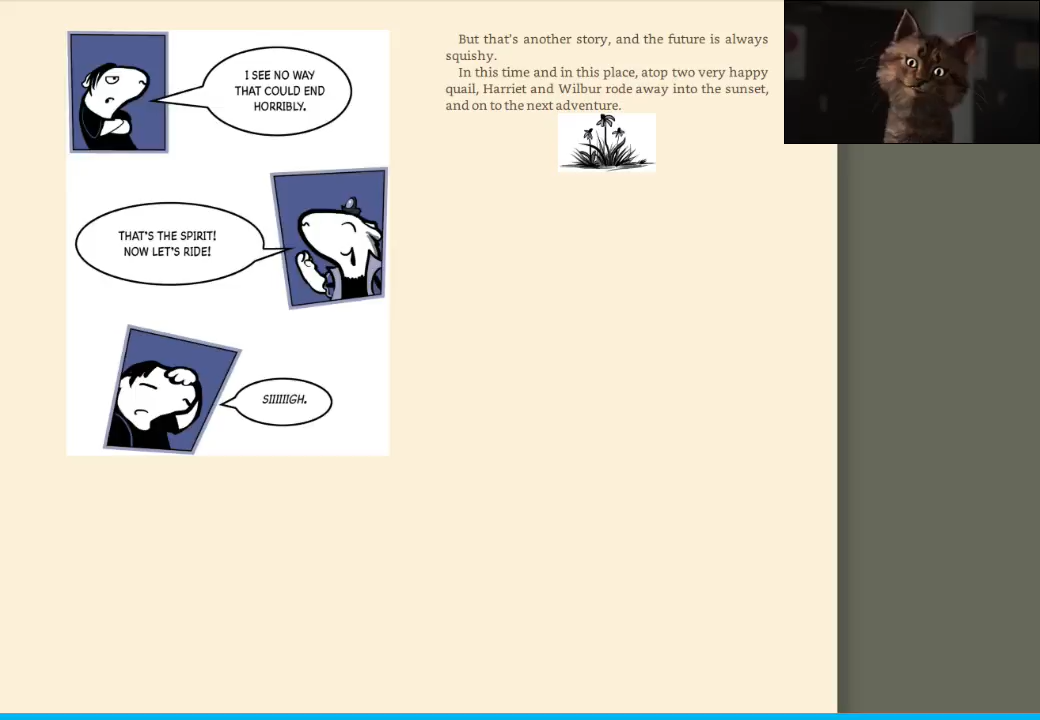 I SEE NO WAY
THAT COULD END
HORRIBLY.
THAT'S THE SPIRIT!
NOW LET'S RIDE!
SIIIIIGH.
But that's another story, and the future is always
squishy.
In this time and in this place, atop two very happy
quail, Harriet and Wilbur rode away into the sunset,
and on to the next adventure.